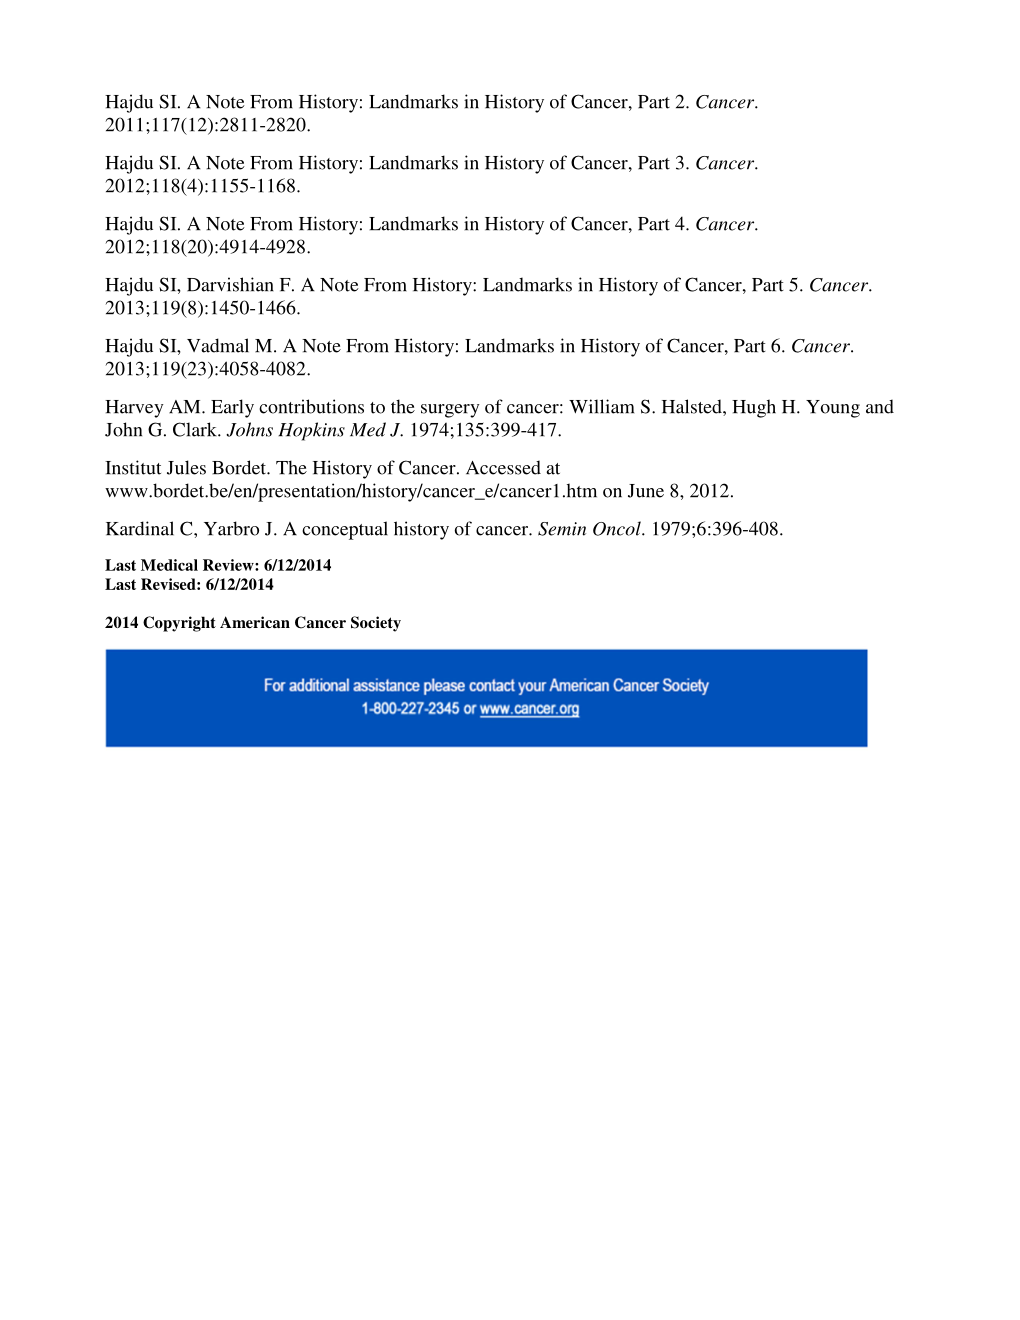 Hajdu SI. A Note From History: Landmarks in History of Cancer, Part 2. Cancer.
2011;117(12):2811-2820.
Hajdu SI. A Note From History: Landmarks in History of Cancer, Part 3. Cancer.
2012;118(4):1155-1168.
Hajdu SI. A Note From History: Landmarks in History of Cancer, Part 4. Cancer.
2012;118(20):4914-4928.
Hajdu SI, Darvishian F. A Note From History: Landmarks in History of Cancer, Part 5. Cancer.
2013;119(8):1450-1466.
Hajdu SI, Vadmal M. A Note From History: Landmarks in History of Cancer, Part 6. Cancer.
2013;119(23):4058-4082.
Harvey AM. Early contributions to the surgery of cancer: William S. Halsted, Hugh H. Young and
John G. Clark. Johns Hopkins Med J. 1974;135:399-417.
Institut Jules Bordet. The History of Cancer. Accessed at
www.bordet.be/en/presentation/history/cancer_e/cancer1.htm on June 8, 2012.
Kardinal C, Yarbro J. A conceptual history of cancer. Semin Oncol. 1979;6:396-408.
Last Medical Review: 6/12/2014
Last Revised: 6/12/2014
2014 Copyright American Cancer Society
For additional assistance please contact your American Cancer Society
1-800-227-2345 or www.cancer.org